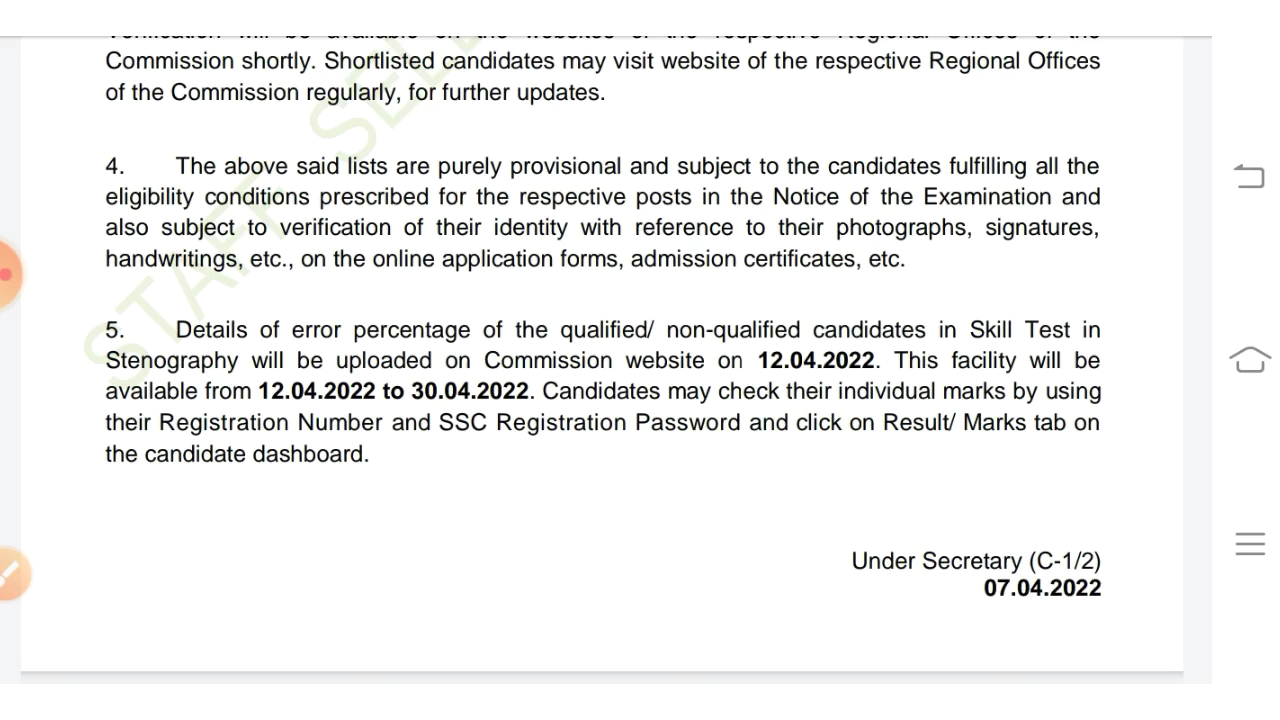 Commission shortly. Shortlisted candidates may visit website of the respective Regional Offices
of the Commission regularly, for further updates.
4. The above said lists are purely provisional and subject to the candidates fulfilling all the
eligibility conditions prescribed for the respective posts in the Notice of the Examination and
also subject to verification of their identity with reference to their photographs, signatures,
handwritings, etc., on the online application forms, admission certificates, etc.
5. Details of error percentage of the qualified/ non-qualified candidates in Skill Test in
Stenography will be uploaded on Commission website on 12.04.2022. This facility will be
available from 12.04.2022 to 30.04.2022. Candidates may check their individual marks by using
their Registration Number and SSC Registration Password and click on Result/ Marks tab on
the candidate dashboard.
Under Secretary (C-1/2)
07.04.2022
STAFF SEL